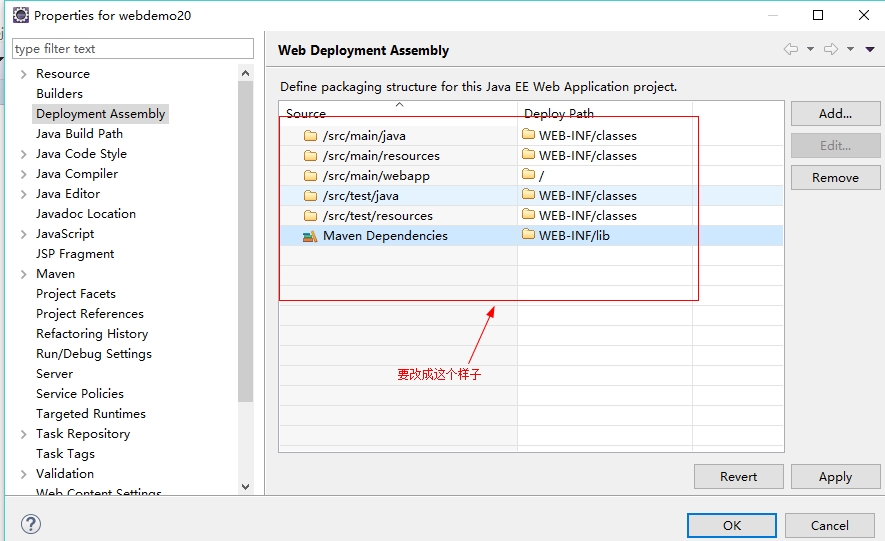 Properties for webdemo20
type filter text
Resource
Builders
Deployment Assembly
Java Build Path
Java Code Style
Java Compiler
Java Editor
Javadoc Location
JavaScript
JSP Fragment
Maven
Project Facets
Project References
Refactoring History
Run/Debug Settings
Server
Service Policies
Targeted Runtimes
Task Repository
Task Tags
Validation
Web Content Settings
Web Deployment Assembly
Define packaging structure for this Java EE Web Application project.
Source Deploy Path
/src/main/java WEB-INF/classes
/src/main/resources WEB-INF/classes
/src/main/webapp /
/src/test/java WEB-INF/classes
/src/test/resources WEB-INF/classes
Maven Dependencies WEB-INF/lib
要改成这个样子
Add...
Edit...
Remove
Revert Apply
OK Cancel